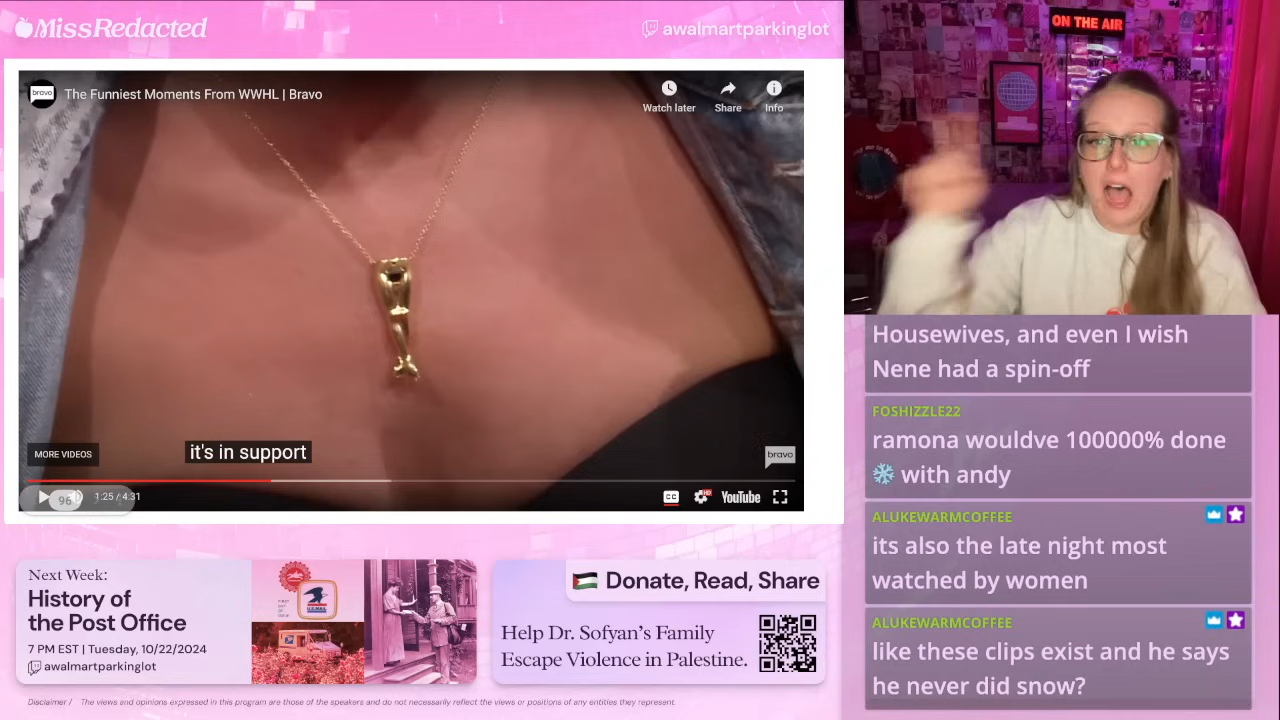 MissRedacted
awalmartparkinglot
ON THE AIR
bravo
The Funniest Moments From WWHL | Bravo
Watch later
Share
Info
it's in support
MORE VIDEOS
bravo
96
1:25 / 4:31
CC
HD
YouTube
Housewives, and even I wish
Nene had a spin-off
FOSHIZZLE22
ramona wouldve 100000% done
❄️ with andy
ALUKEWARMCOFFEE
its also the late night most
watched by women
ALUKEWARMCOFFEE
like these clips exist and he says
he never did snow?
Next Week:
History of
the Post Office
7 PM EST | Tuesday, 10/22/2024
awalmartparkinglot
U.S.MAIL
Donate, Read, Share
Help Dr. Sofyan's Family
Escape Violence in Palestine.
Disclaimer / The views and opinions expressed in this program are those of the speakers and do not necessarily reflect the views or positions of any entities they represent.